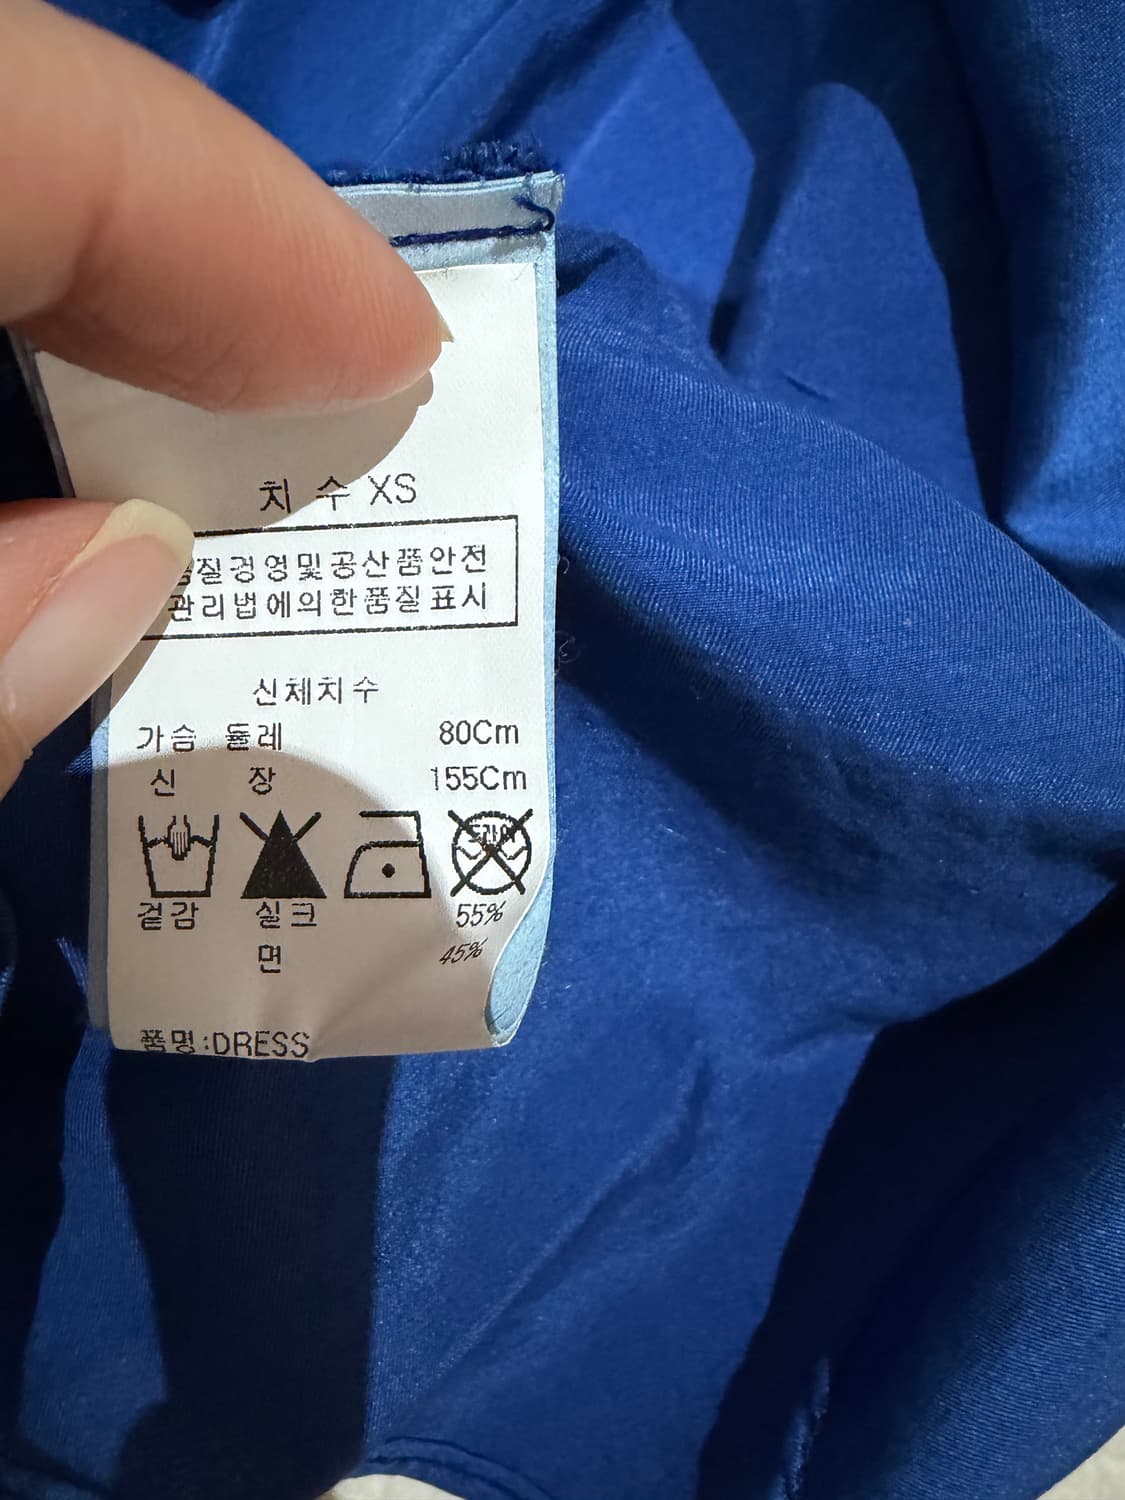 치 수 XS
품질경영및공산품안전
관리법에의한품질표시
신체치수
가슴 둘레 80Cm
신 장 155Cm
드라이
겉감 실크 55%
면 45%
품명:DRESS